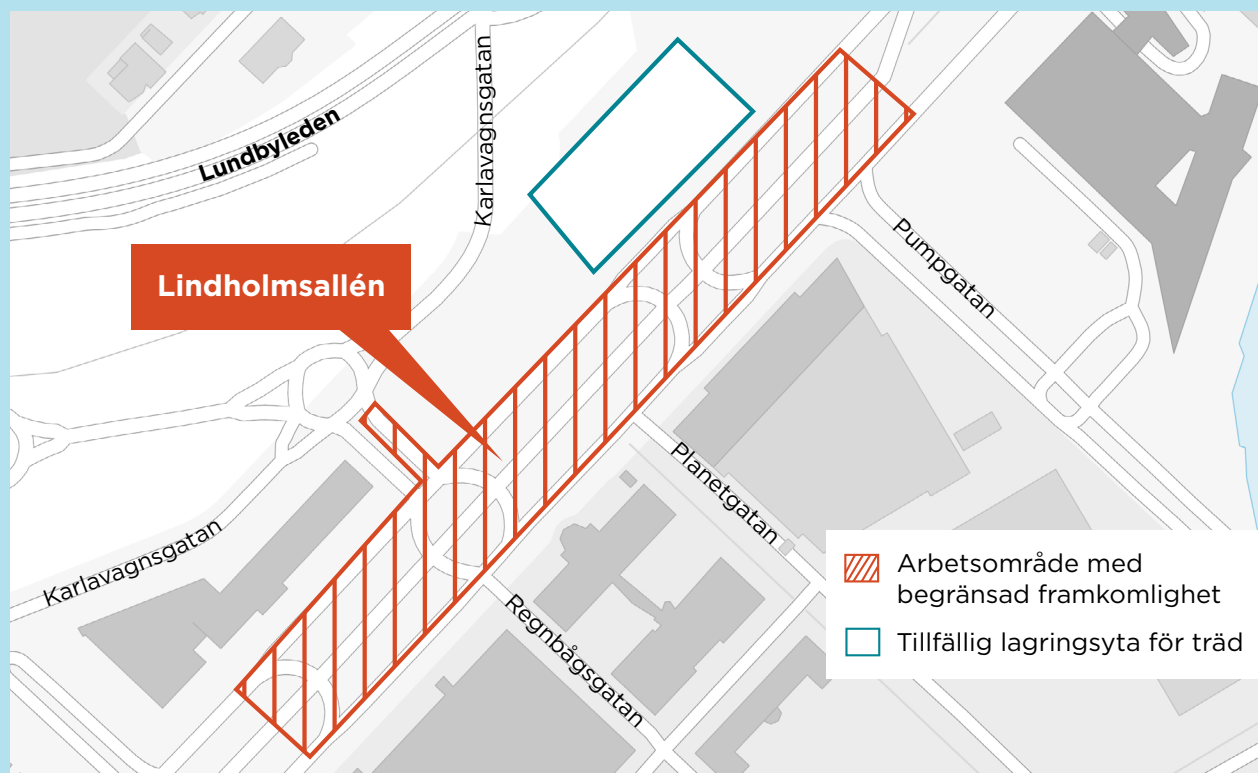 Karlavagnsgatan
Lundbyleden
Lindholmsallén
Pumpgatan
Planetgatan
Karlavagnsgatan
Regnbågsgatan
Arbetsområde med
begränsad framkomlighet
Tillfällig lagringsyta för träd